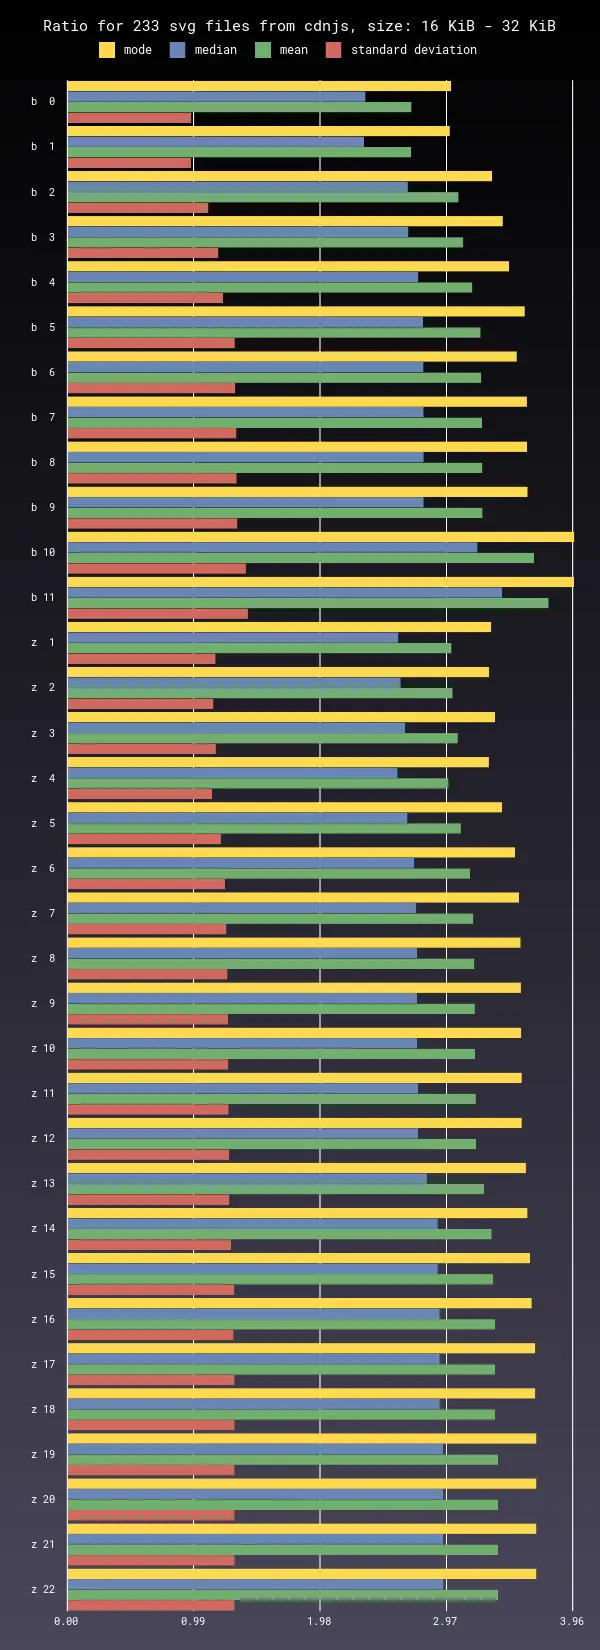 Ratio for 233 svg files from cdnjs, size: 16 KiB - 32 KiB
mode median mean standard deviation
b 0
b 1
b 2
b 3
b 4
b 5
b 6
b 7
b 8
b 9
b 10
b 11
z 1
z 2
z 3
z 4
z 5
z 6
z 7
z 8
z 9
z 10
z 11
z 12
z 13
z 14
z 15
z 16
z 17
z 18
z 19
z 20
z 21
z 22
0.00 0.99 1.98 2.97 3.96